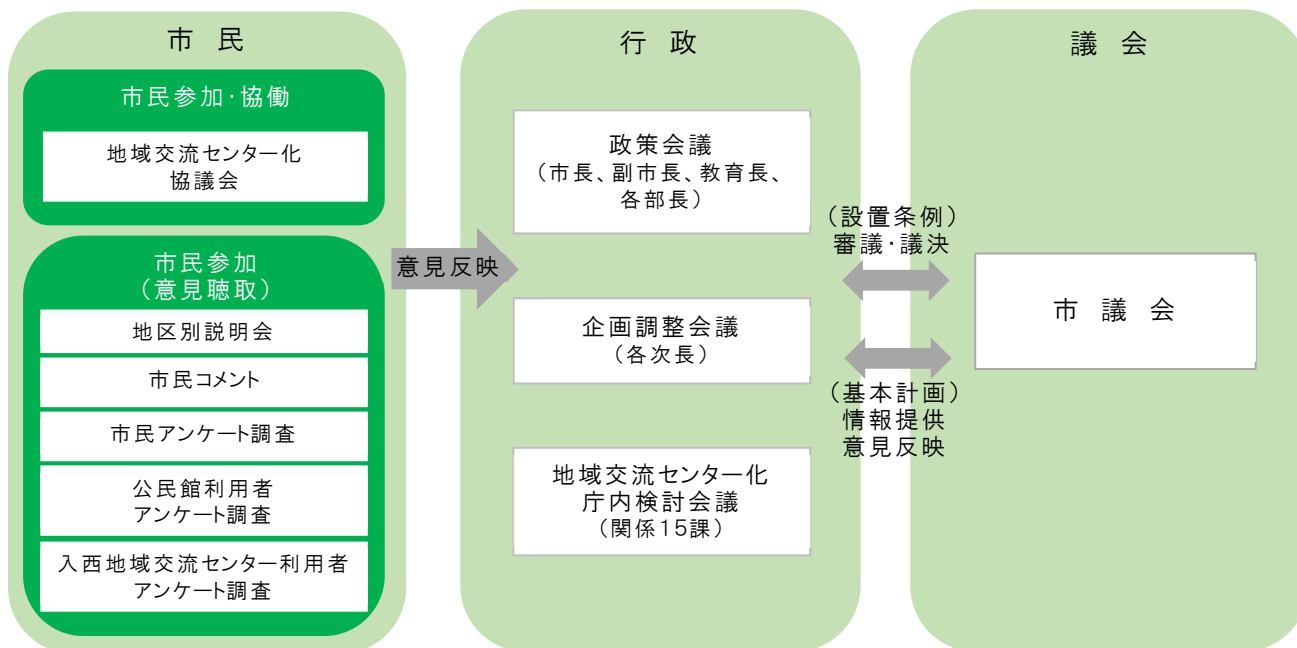 市 民
市民参加・協働
地域交流センター化
協議会
市民参加
（意見聴取）
地区別説明会
市民コメント
市民アンケート調査
公民館利用者
アンケート調査
入西地域交流センター利用者
アンケート調査
意見反映
行 政
政策会議
（市長、副市長、教育長、
各部長）
企画調整会議
（各次長）
地域交流センター化
庁内検討会議
（関係15課）
（設置条例）
審議・議決
（基本計画）
情報提供
意見反映
議 会
市 議 会